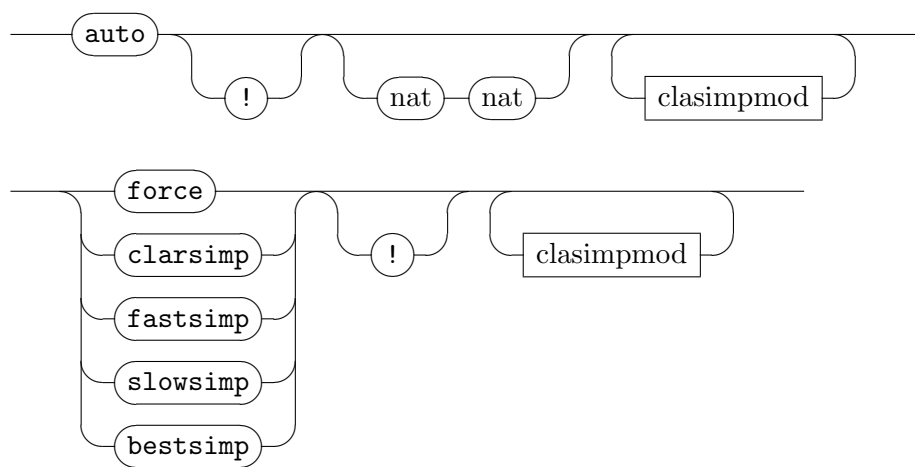 auto
! nat nat clasimpmod
force
clarsimp ! clasimpmod
fastsimp
slowsimp
bestsimp